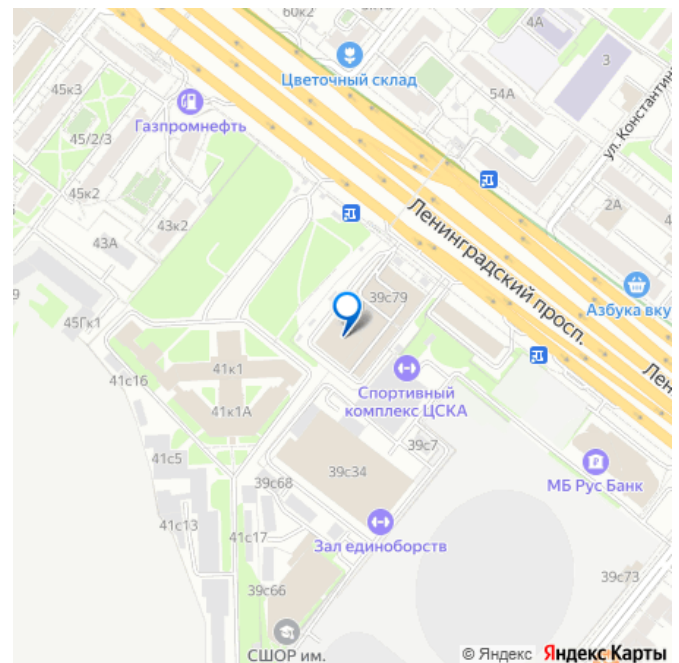 60к2
4А
3
45к3
Цветочный склад
54А
Газпромнефть
45/2/3
ул. Константин
45к2
2А
43к2
43А
Ленинградский просп.
39с79
Азбука вку
9
45Гк1
41к1
41с16
Лен
Спортивный
комплекс ЦСКА
41к1А
39с7
41с5
39с34
39с68
МБ Рус Банк
41с13
41с17
Зал единоборств
39с66
39с73
СШОР им.
© Яндекс Яндекс Карты